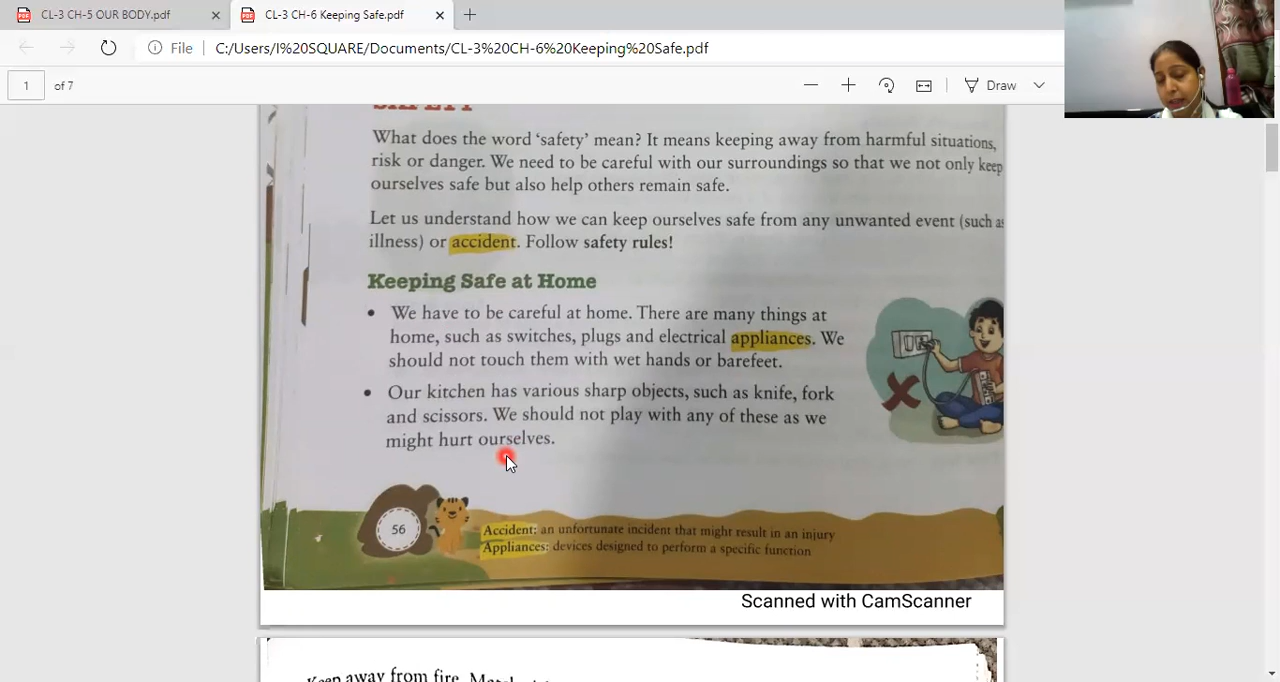 CL-3 CH-5 OUR BODY.pdf
CL-3 CH-6 Keeping Safe.pdf
File
C:/Users/I%20SQUARE/Documents/CL-3%20CH-6%20Keeping%20Safe.pdf
1 of 7
Draw
SAFETY
What does the word ‘safety’ mean? It means keeping away from harmful situations,
risk or danger. We need to be careful with our surroundings so that we not only keep
ourselves safe but also help others remain safe.
Let us understand how we can keep ourselves safe from any unwanted event (such as
illness) or accident. Follow safety rules!
Keeping Safe at Home
• We have to be careful at home. There are many things at
home, such as switches, plugs and electrical appliances. We
should not touch them with wet hands or barefeet.
• Our kitchen has various sharp objects, such as knife, fork
and scissors. We should not play with any of these as we
might hurt ourselves.
56
Accident: an unfortunate incident that might result in an injury
Appliances: devices designed to perform a specific function
Scanned with CamScanner
Keep away from fire.